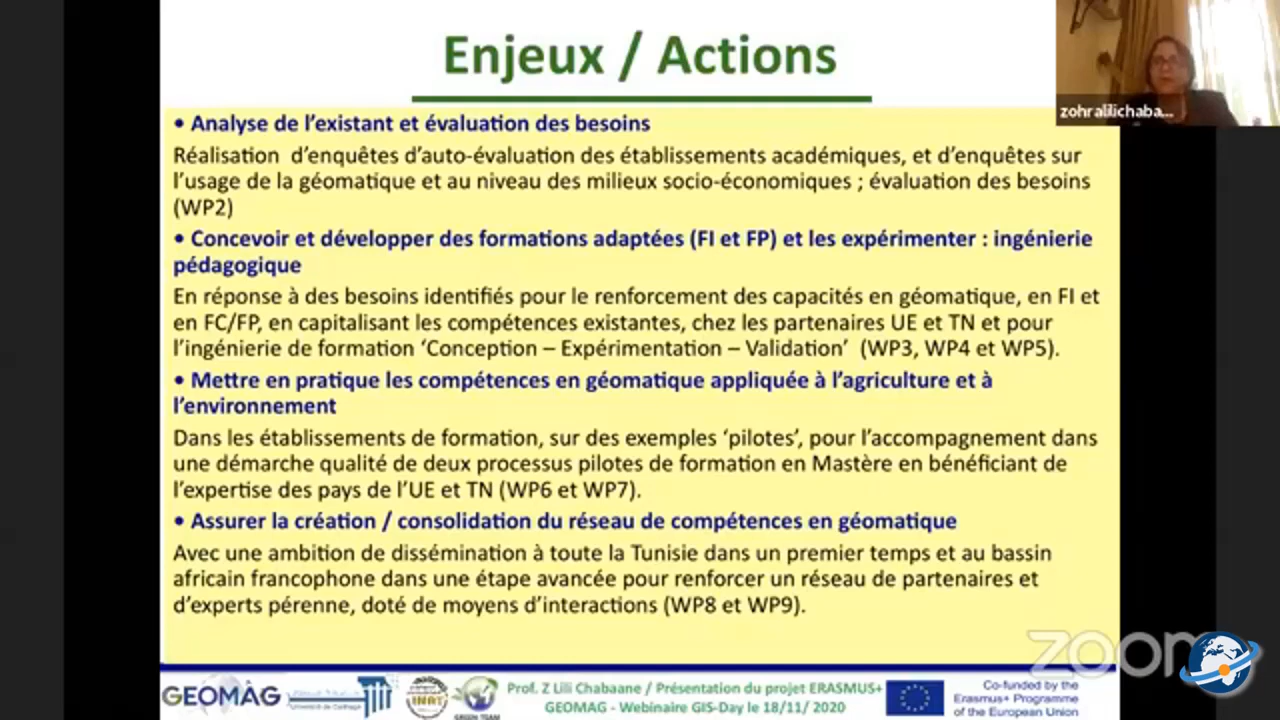 Enjeux / Actions
zohralilichaba...
• Analyse de l'existant et évaluation des besoins
Réalisation d'enquêtes d'auto-évaluation des établissements académiques, et d'enquêtes sur
l'usage de la géomatique et au niveau des milieux socio-économiques ; évaluation des besoins
(WP2)
• Concevoir et développer des formations adaptées (FI et FP) et les expérimenter : ingénierie
pédagogique
En réponse à des besoins identifiés pour le renforcement des capacités en géomatique, en FI et
en FC/FP, en capitalisant les compétences existantes, chez les partenaires UE et TN et pour
l'ingénierie de formation 'Conception – Expérimentation – Validation' (WP3, WP4 et WP5).
• Mettre en pratique les compétences en géomatique appliquée à l'agriculture et à
l'environnement
Dans les établissements de formation, sur des exemples 'pilotes', pour l'accompagnement dans
une démarche qualité de deux processus pilotes de formation en Mastère en bénéficiant de
l'expertise des pays de l'UE et TN (WP6 et WP7).
• Assurer la création / consolidation du réseau de compétences en géomatique
Avec une ambition de dissémination à toute la Tunisie dans un premier temps et au bassin
africain francophone dans une étape avancée pour renforcer un réseau de partenaires et
d'experts pérenne, doté de moyens d'interactions (WP8 et WP9).
zoom
GEOMAG
Université de Carthage
INAT
GREEN TEAM
Prof. Z Lili Chabaane / Présentation du projet ERASMUS+
GEOMAG - Webinaire GIS-Day le 18/11/ 2020
Co-funded by the
Erasmus+ Programme
of the European Union